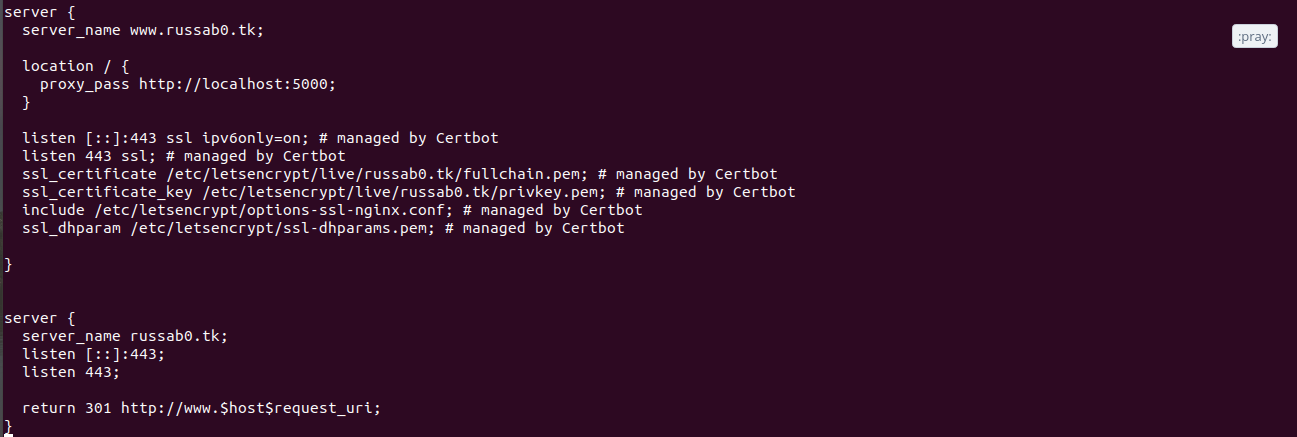 server {
  server_name www.russab0.tk;
:pray:
  location / {
    proxy_pass http://localhost:5000;
  }
  listen [::]:443 ssl ipv6only=on; # managed by Certbot
  listen 443 ssl; # managed by Certbot
  ssl_certificate /etc/letsencrypt/live/russab0.tk/fullchain.pem; # managed by Certbot
  ssl_certificate_key /etc/letsencrypt/live/russab0.tk/privkey.pem; # managed by Certbot
  include /etc/letsencrypt/options-ssl-nginx.conf; # managed by Certbot
  ssl_dhparam /etc/letsencrypt/ssl-dhparams.pem; # managed by Certbot
}
server {
  server_name russab0.tk;
  listen [::]:443;
  listen 443;
  return 301 http://www.$host$request_uri;
}